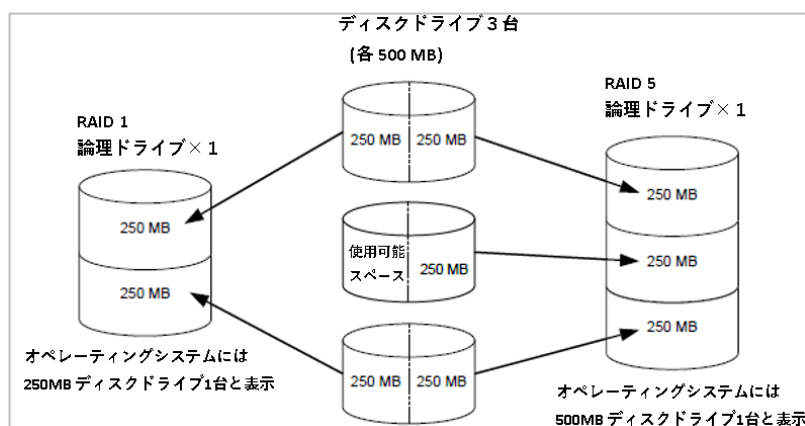 ディスクドライブ3台
(各 500 MB)
RAID 1
論理ドライブ×1
250 MB
250 MB
オペレーティングシステムには
250MB ディスクドライブ1台と表示
250 MB
250 MB
使用可能
スペース
250 MB
250 MB
250 MB
RAID 5
論理ドライブ×1
250 MB
250 MB
250 MB
オペレーティングシステムには
500MB ディスクドライブ1台と表示